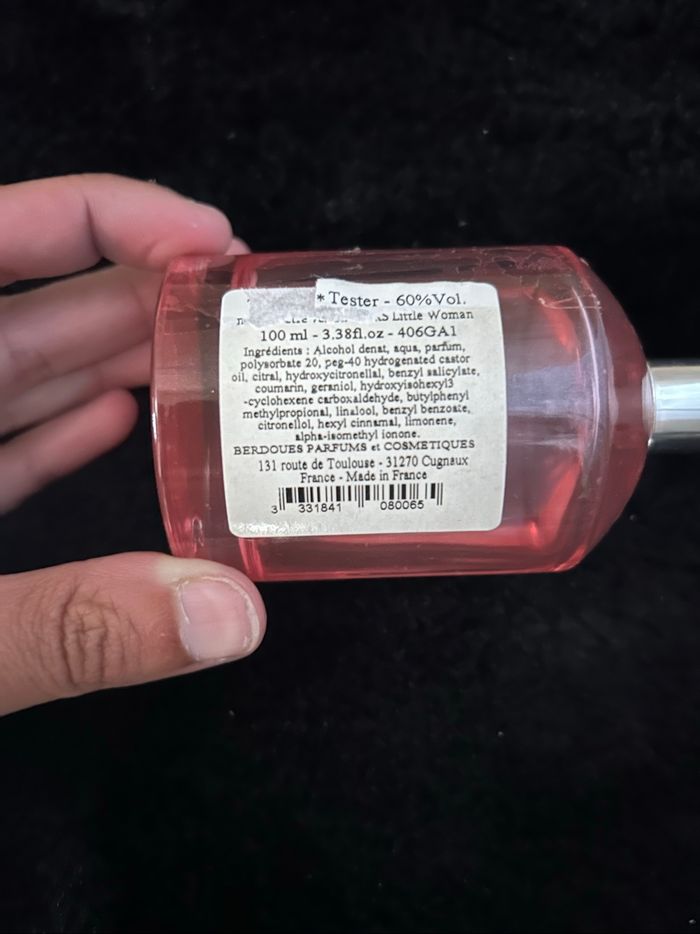 * Tester - 60%Vol.
Little Woman
100 ml - 3.38fl.oz - 406GA1
Ingrédients : Alcohol denat, aqua, parfum,
polysorbate 20, peg-40 hydrogenated castor
oil, citral, hydroxycitronellal, benzyl salicylate,
coumarin, geraniol, hydroxyisohexyl3
-cyclohexene carboxaldehyde, butylphenyl
methylpropional, linalool, benzyl benzoate,
citronellol, hexyl cinnamal, limonene,
alpha-isomethyl ionone.
BERDOUES PARFUMS et COSMETIQUES
131 route de Toulouse - 31270 Cugnaux
France - Made in France
3 331841 080065